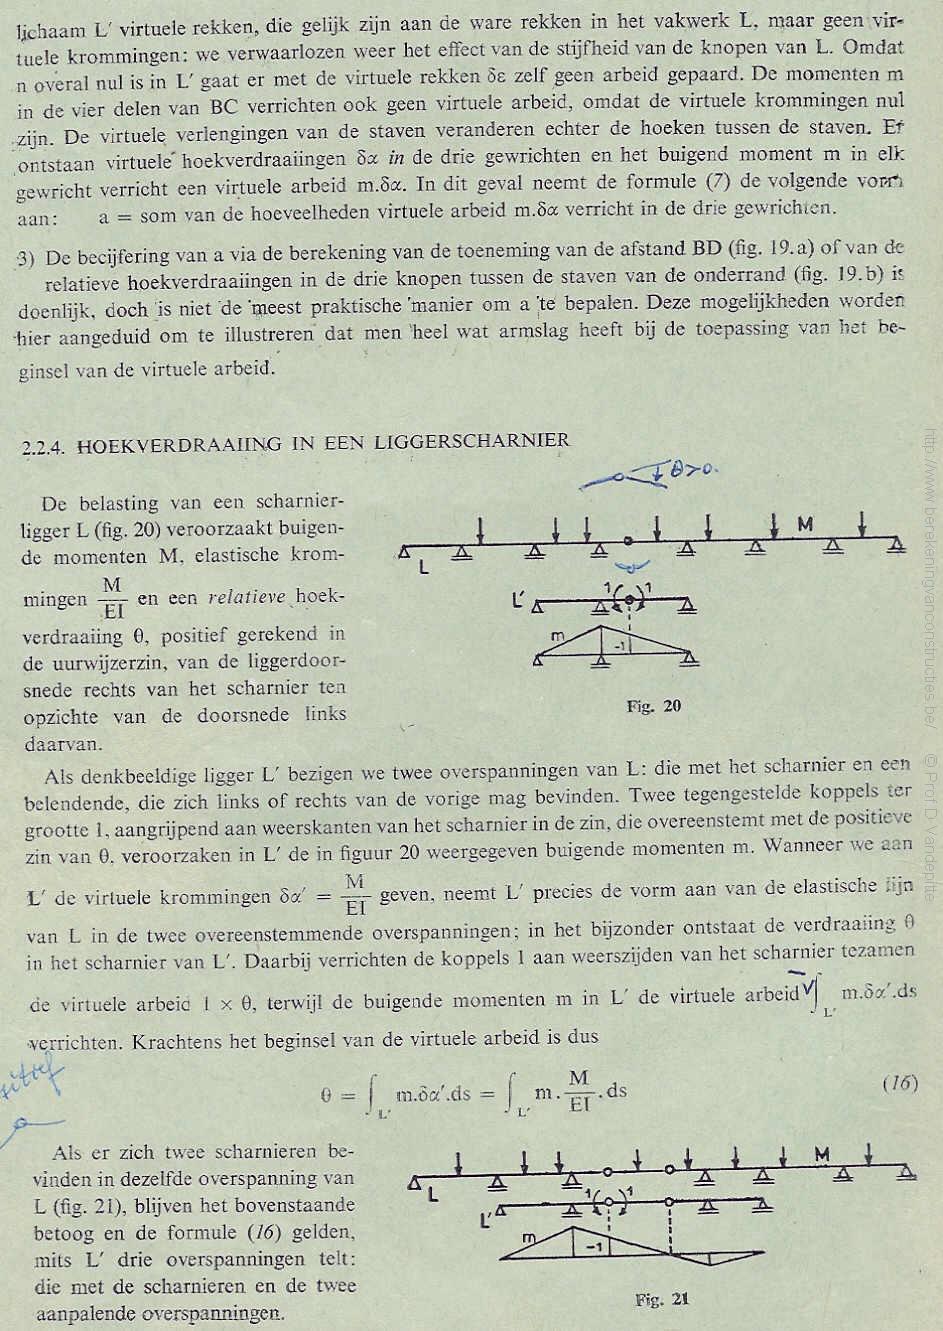 lichaam L′ virtuele rekken, die gelijk zijn aan de ware rekken in het vakwerk L, maar geen vir-
tuele krommingen: we verwaarlozen weer het effect van de stijfheid van de knopen van L. Omdat
n overal nul is in L′ gaat er met de virtuele rekken δε zelf geen arbeid gepaard. De momenten m
in de vier delen van BC verrichten ook geen virtuele arbeid, omdat de virtuele krommingen nul
zijn. De virtuele verlengingen van de staven veranderen echter de hoeken tussen de staven. Er
ontstaan virtuele hoekverdraaiingen δα in de drie gewrichten en het buigend moment m in elk
gewricht verricht een virtuele arbeid m.δα. In dit geval neemt de formule (7) de volgende vorm
aan: a = som van de hoeveelheden virtuele arbeid m.δα verricht in de drie gewrichten.
3) De becijfering van a via de berekening van de toeneming van de afstand BD (fig. 19.a) of van de
relatieve hoekverdraaiingen in de drie knopen tussen de staven van de onderrand (fig. 19.b) is
doenlijk, doch is niet de meest praktische manier om a te bepalen. Deze mogelijkheden worden
hier aangeduid om te illustreren dat men heel wat armslag heeft bij de toepassing van het be-
ginsel van de virtuele arbeid.
2.2.4. HOEKVERDRAAIING IN EEN LIGGERSCHARNIER
θ>0.
De belasting van een scharnier-
ligger L (fig. 20) veroorzaakt buigen-
de momenten M, elastische krom-
mingen M/EI en een relatieve hoek-
verdraaiing θ, positief gerekend in
de uurwijzerzin, van de liggerdoor-
snede rechts van het scharnier ten
opzichte van de doorsnede links
daarvan.
M
L
L′ 1 1
m -1
Fig. 20
Als denkbeeldige ligger L′ bezigen we twee overspanningen van L: die met het scharnier en een
belendende, die zich links of rechts van de vorige mag bevinden. Twee tegengestelde koppels ter
grootte 1, aangrijpend aan weerskanten van het scharnier in de zin, die overeenstemt met de positieve
zin van θ, veroorzaken in L′ de in figuur 20 weergegeven buigende momenten m. Wanneer we aan
L′ de virtuele krommingen δα′ = M/EI geven, neemt L′ precies de vorm aan van de elastische lijn
van L in de twee overeenstemmende overspanningen; in het bijzonder ontstaat de verdraaiing θ
in het scharnier van L′. Daarbij verrichten de koppels 1 aan weerszijden van het scharnier tezamen
de virtuele arbeid 1 × θ, terwijl de buigende momenten m in L′ de virtuele arbeid ∫L′ m.δα′.ds
verrichten. Krachtens het beginsel van de virtuele arbeid is dus
θ = ∫L′ m.δα′.ds = ∫L′ m.M/EI.ds (16)
Als er zich twee scharnieren be-
vinden in dezelfde overspanning van
L (fig. 21), blijven het bovenstaande
betoog en de formule (16) gelden,
mits L′ drie overspanningen telt:
die met de scharnieren en de twee
aanpalende overspanningen.
M
L
L′ 1 1
m -1
Fig. 21
http://www.berekeningvanconstructies.be/ © Prof D. Vandepitte